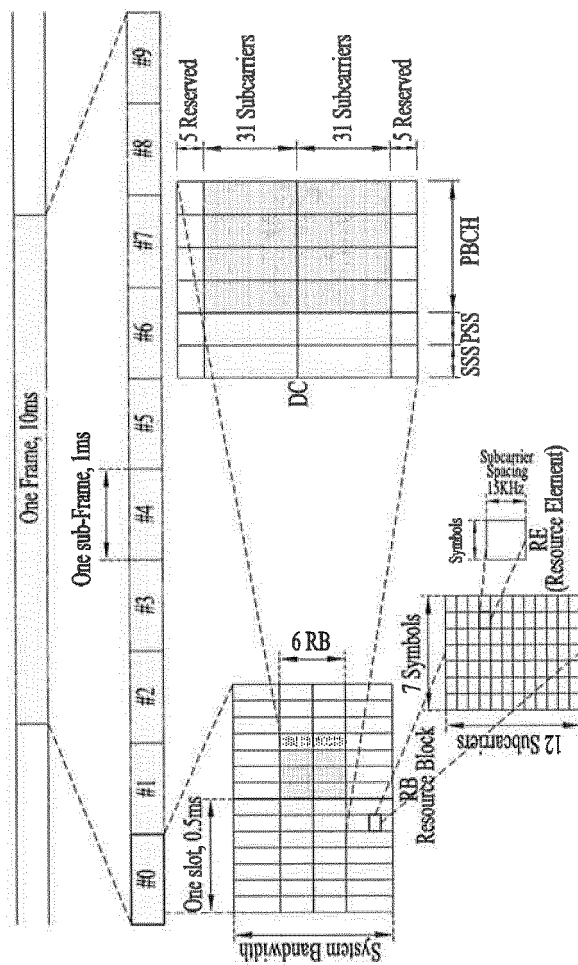 One Frame, 10ms
One sub-Frame, 1ms
#0
#1
#2
#3
#4
#5
#6
#7
#8
#9
One slot, 0.5ms
System Bandwidth
6 RB
RB
Resource Block
7 Symbols
12 Subcarriers
Symbols
Subcarrier
Spacing
15KHz
RE
(Resource Element)
DC
SSS
PSS
PBCH
5 Reserved
31 Subcarriers
31 Subcarriers
5 Reserved